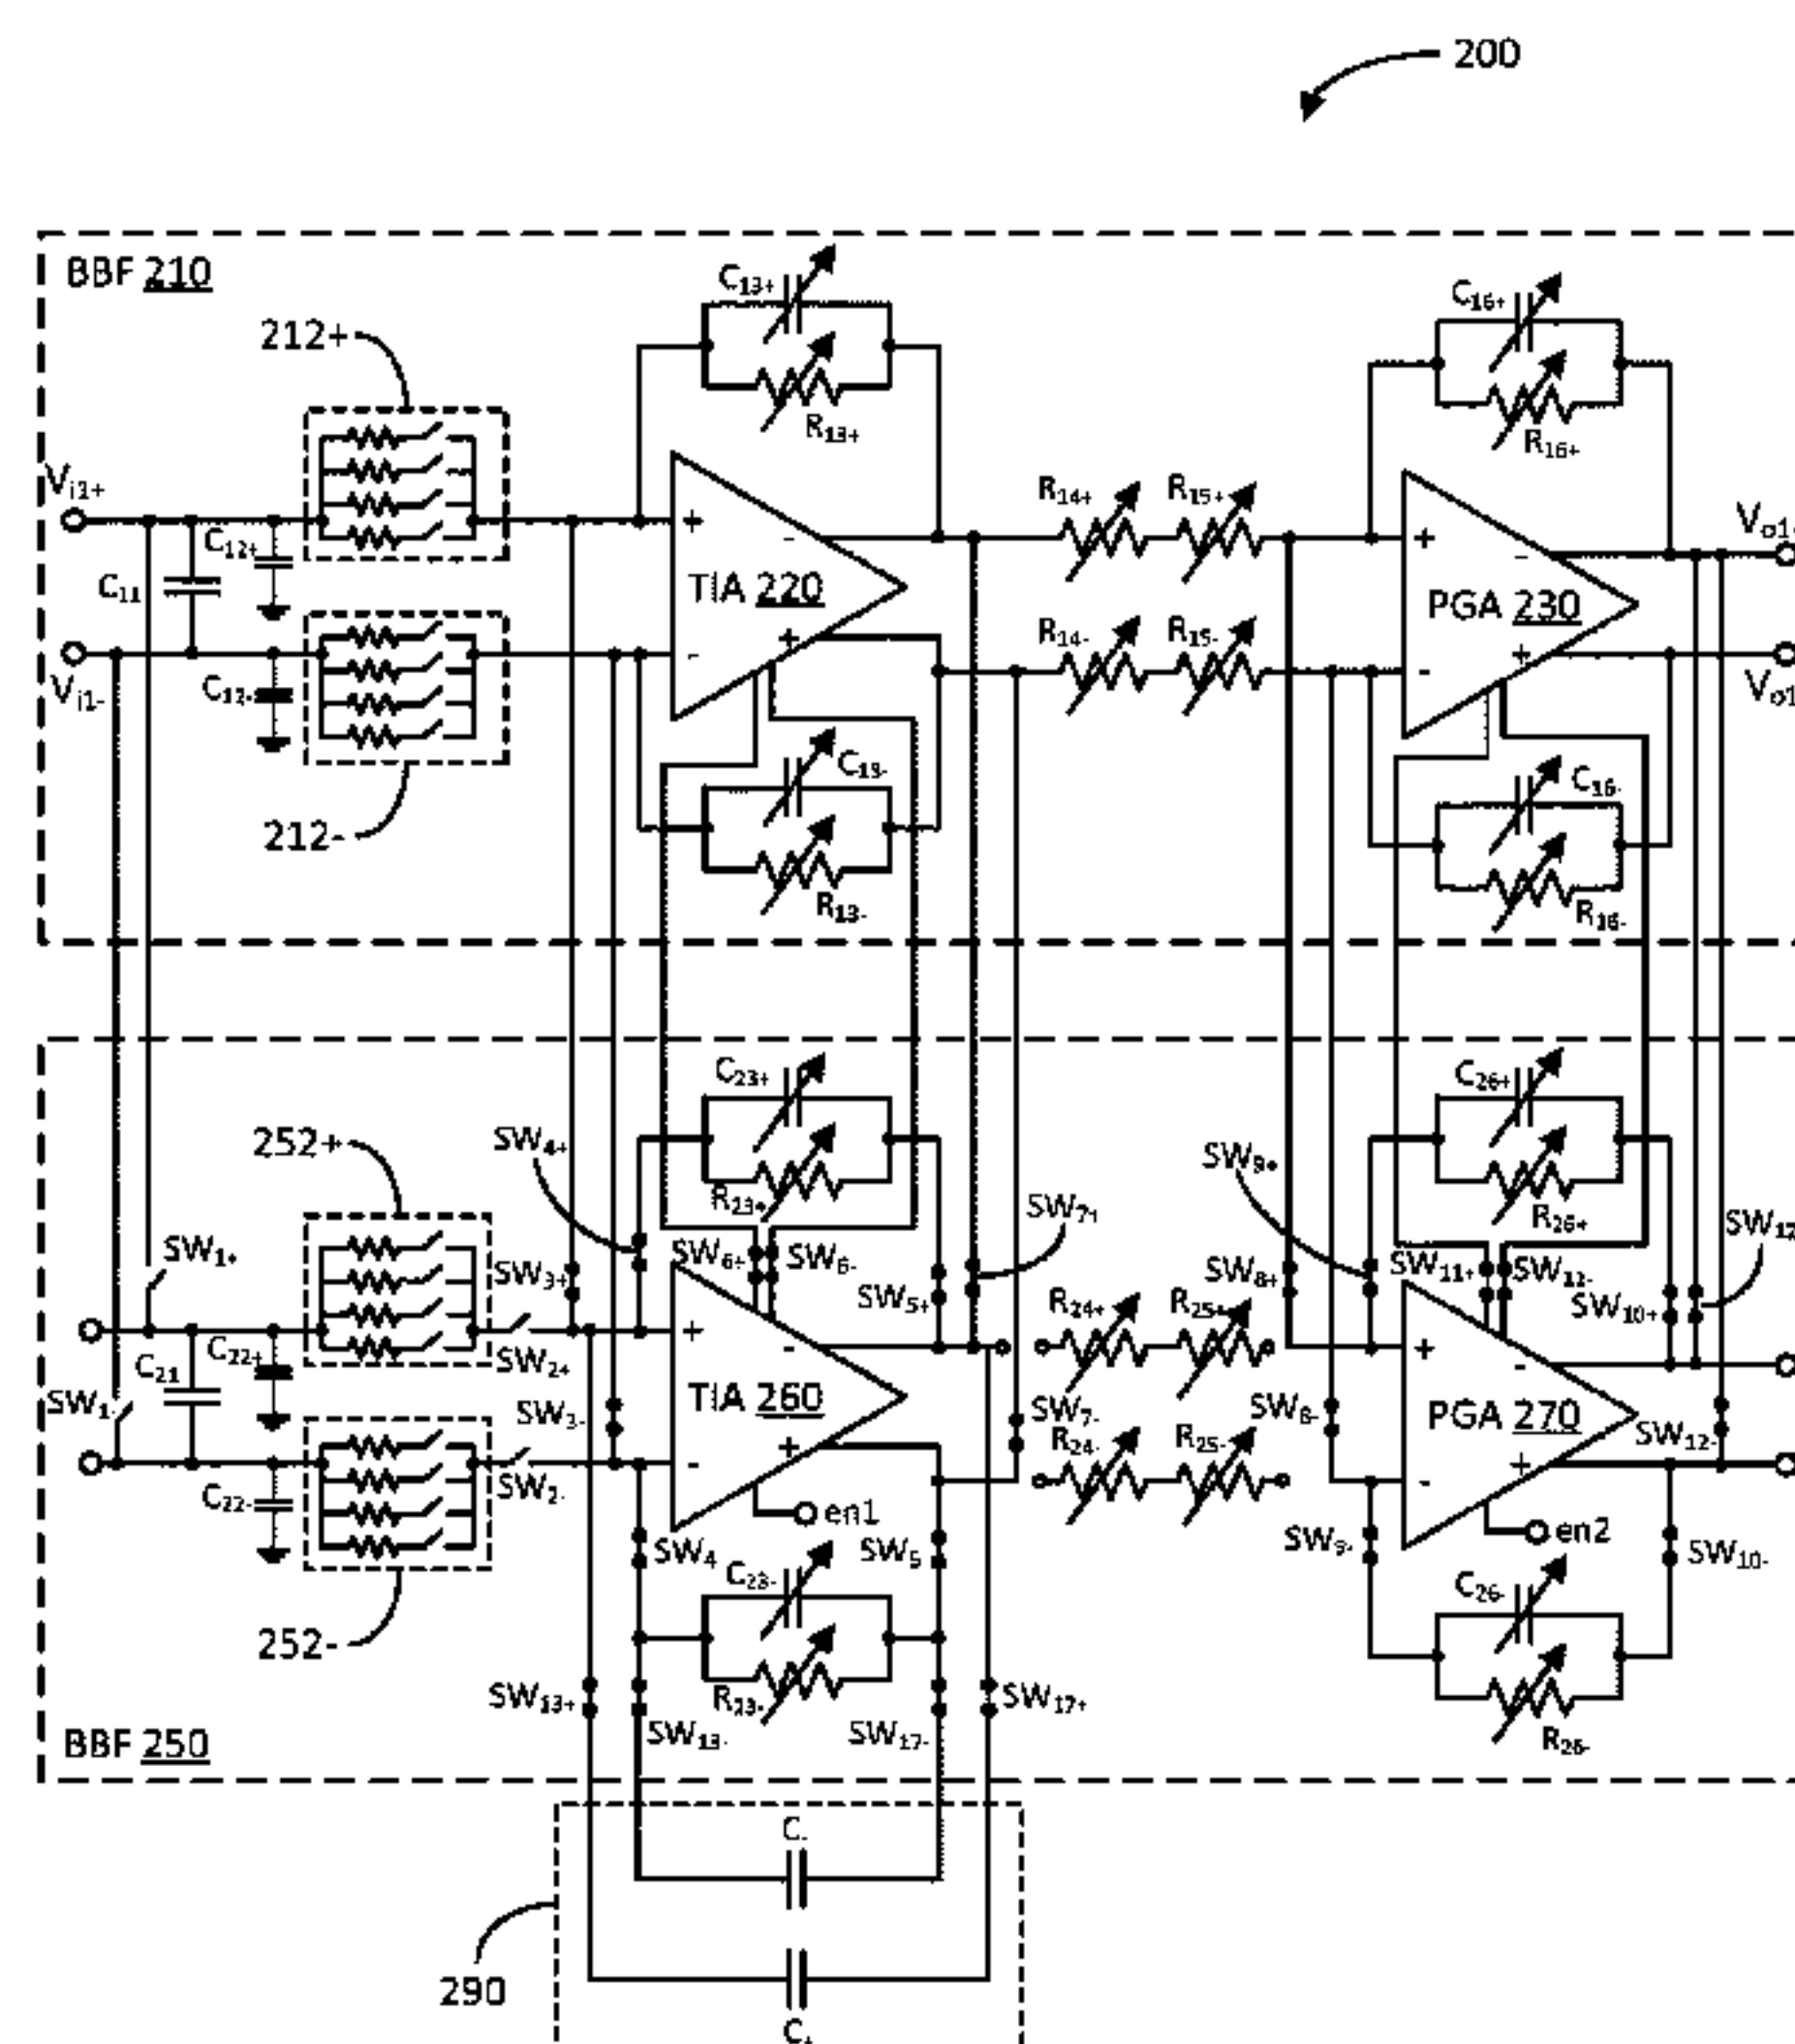 200
BBF 210
C13+
C16+
212+
R13+
R16+
Vi1+
R14+
R15+
Vo1
C12+
C11
TIA 220
PGA 230
R14-
R15-
Vi1-
C12-
Vo1
C13-
C16-
212-
R13-
R16-
C23+
C26+
252+
SW4+
SW9+
R23+
R26+
SW7+
SW12
SW1+
SW6+
SW6-
SW3+
SW8+
SW11+
SW11-
SW5+
R24+
R25+
SW10+
C22+
C21
SW2+
SW1-
TIA 260
PGA 270
SW3-
SW7-
SW8-
SW12-
R24-
R25-
C22-
SW2-
en1
en2
SW4
SW5
SW9-
SW10-
C23-
C26-
252-
SW13+
R23-
SW17+
SW13-
SW17-
BBF 250
R26-
C-
290
C+